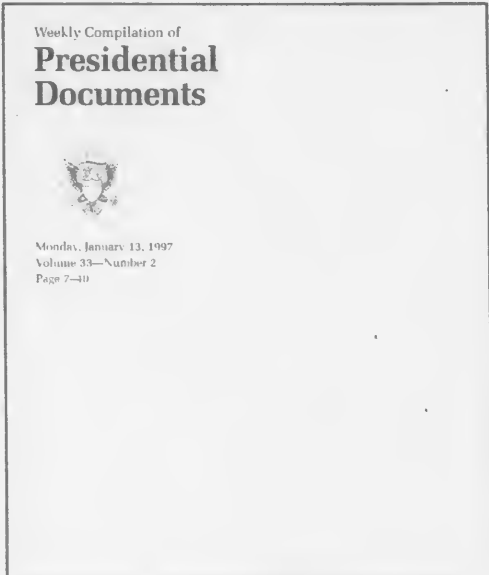 Weekly Compilation of
Presidential
Documents
Monday, January 13, 1997
Volume 33—Number 2
Page 7—40